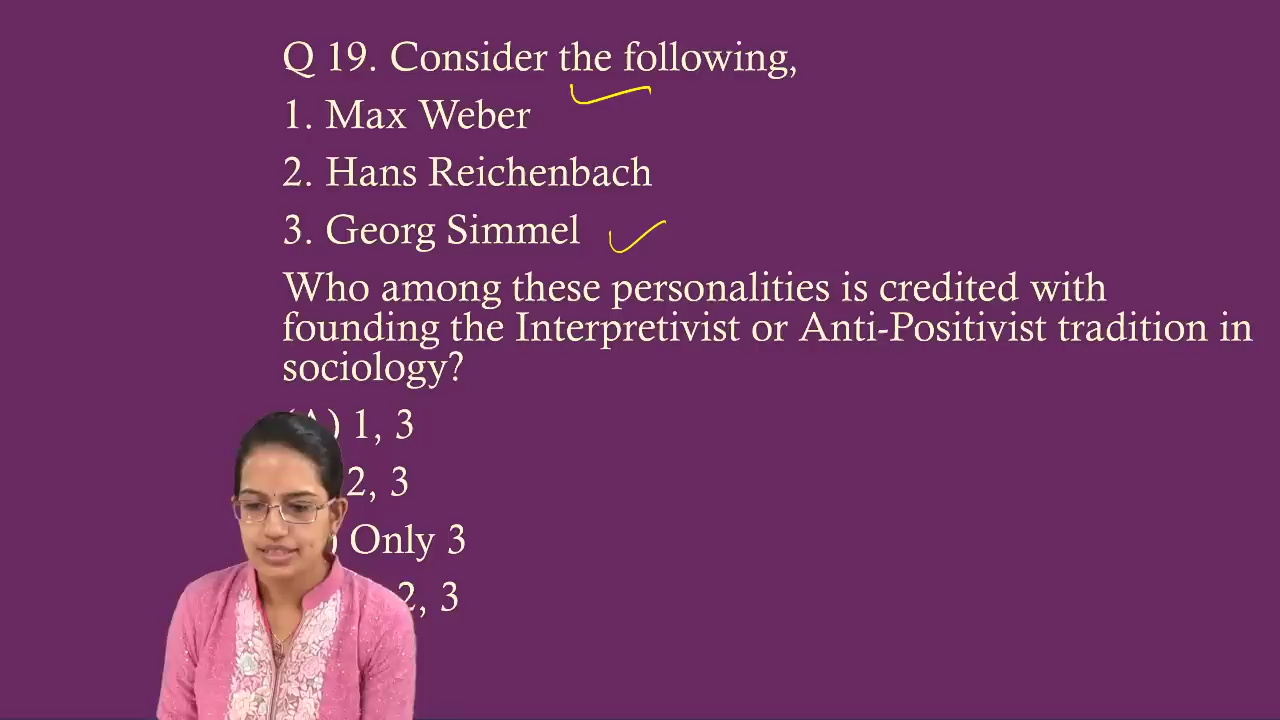 Q 19. Consider the following,
1. Max Weber
2. Hans Reichenbach
3. Georg Simmel
Who among these personalities is credited with
founding the Interpretivist or Anti-Positivist tradition in
sociology?
(A) 1, 3
2, 3
) Only 3
2, 3